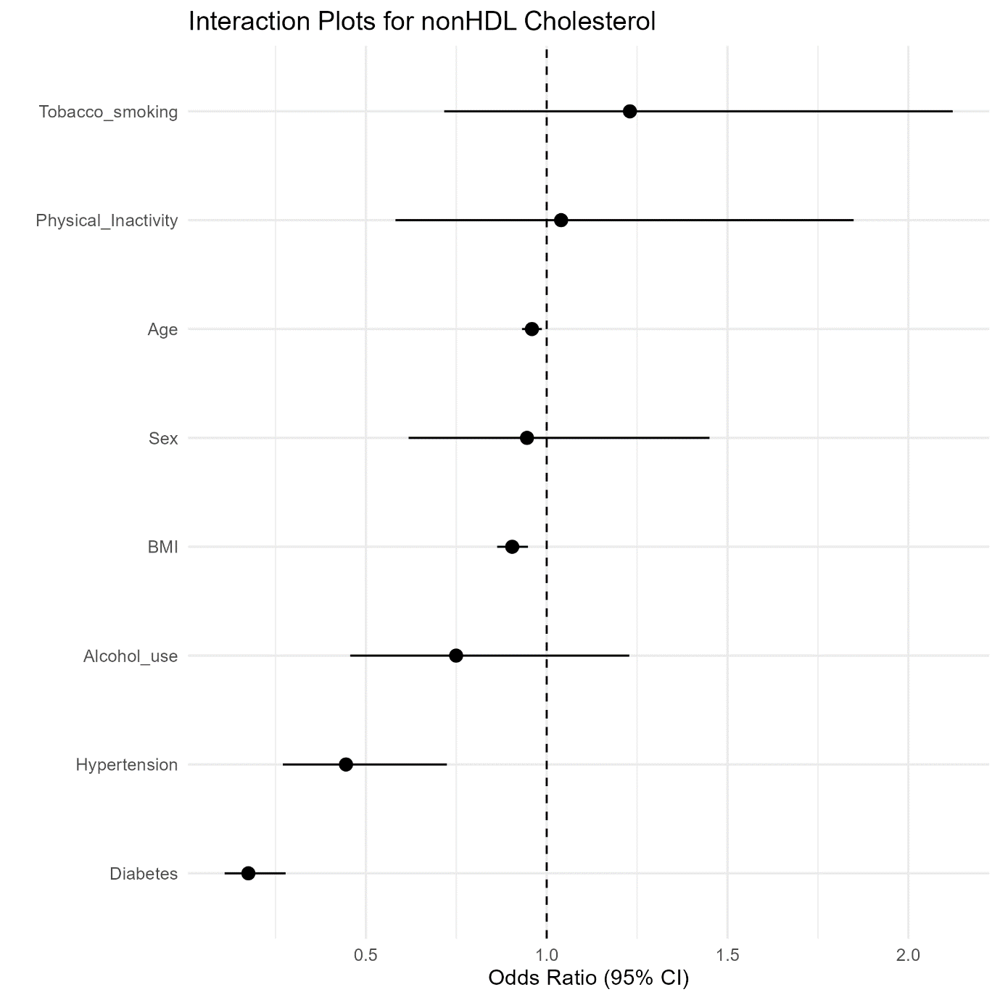 Interaction Plots for nonHDL Cholesterol
Tobacco_smoking
Physical_Inactivity
Age
Sex
BMI
Alcohol_use
Hypertension
Diabetes
0.5 1.0 1.5 2.0
Odds Ratio (95% CI)